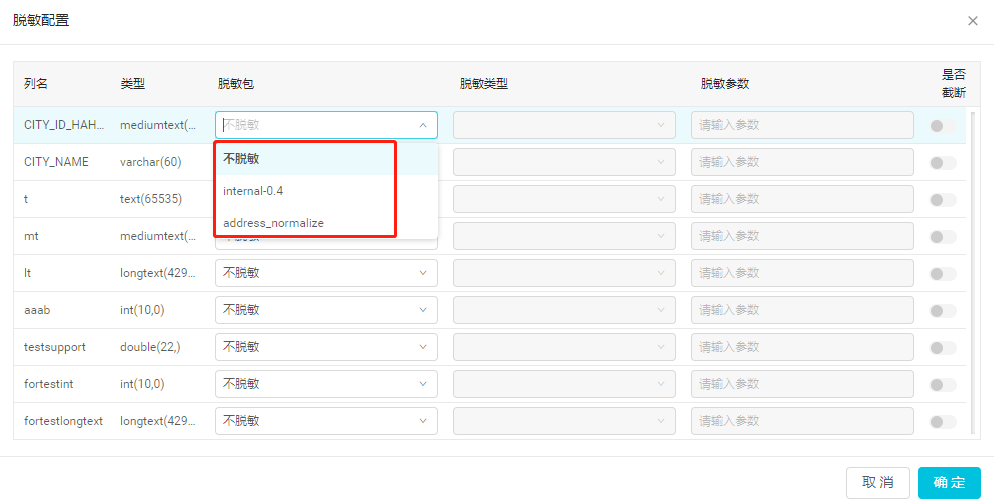 脱敏配置
列名 类型 脱敏包 脱敏类型 脱敏参数 是否截断
CITY_ID_HAH... mediumtext(... 不脱敏 请输入参数
不脱敏
internal-0.4
address_normalize
CITY_NAME varchar(60) 请输入参数
t text(65535) 请输入参数
mt mediumtext(... 不脱敏 请输入参数
lt longtext(429... 不脱敏 请输入参数
aaab int(10,0) 不脱敏 请输入参数
testsupport double(22,) 不脱敏 请输入参数
fortestint int(10,0) 不脱敏 请输入参数
fortestlongtext longtext(429... 不脱敏 请输入参数
取消 确定